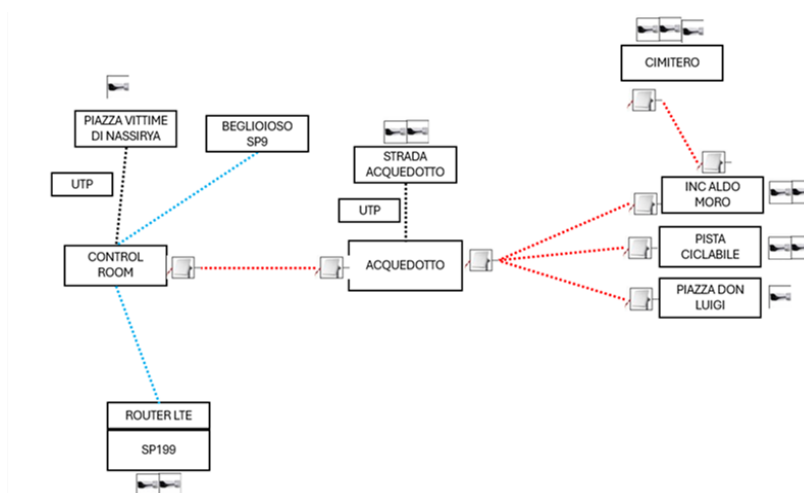 CIMITERO
PIAZZA VITTIME
DI NASSIRYA
BEGLIOIOSO
SP9
STRADA
ACQUEDOTTO
UTP
UTP
INC ALDO
MORO
PISTA
CICLABILE
PIAZZA DON
LUIGI
CONTROL
ROOM
ACQUEDOTTO
ROUTER LTE
SP199